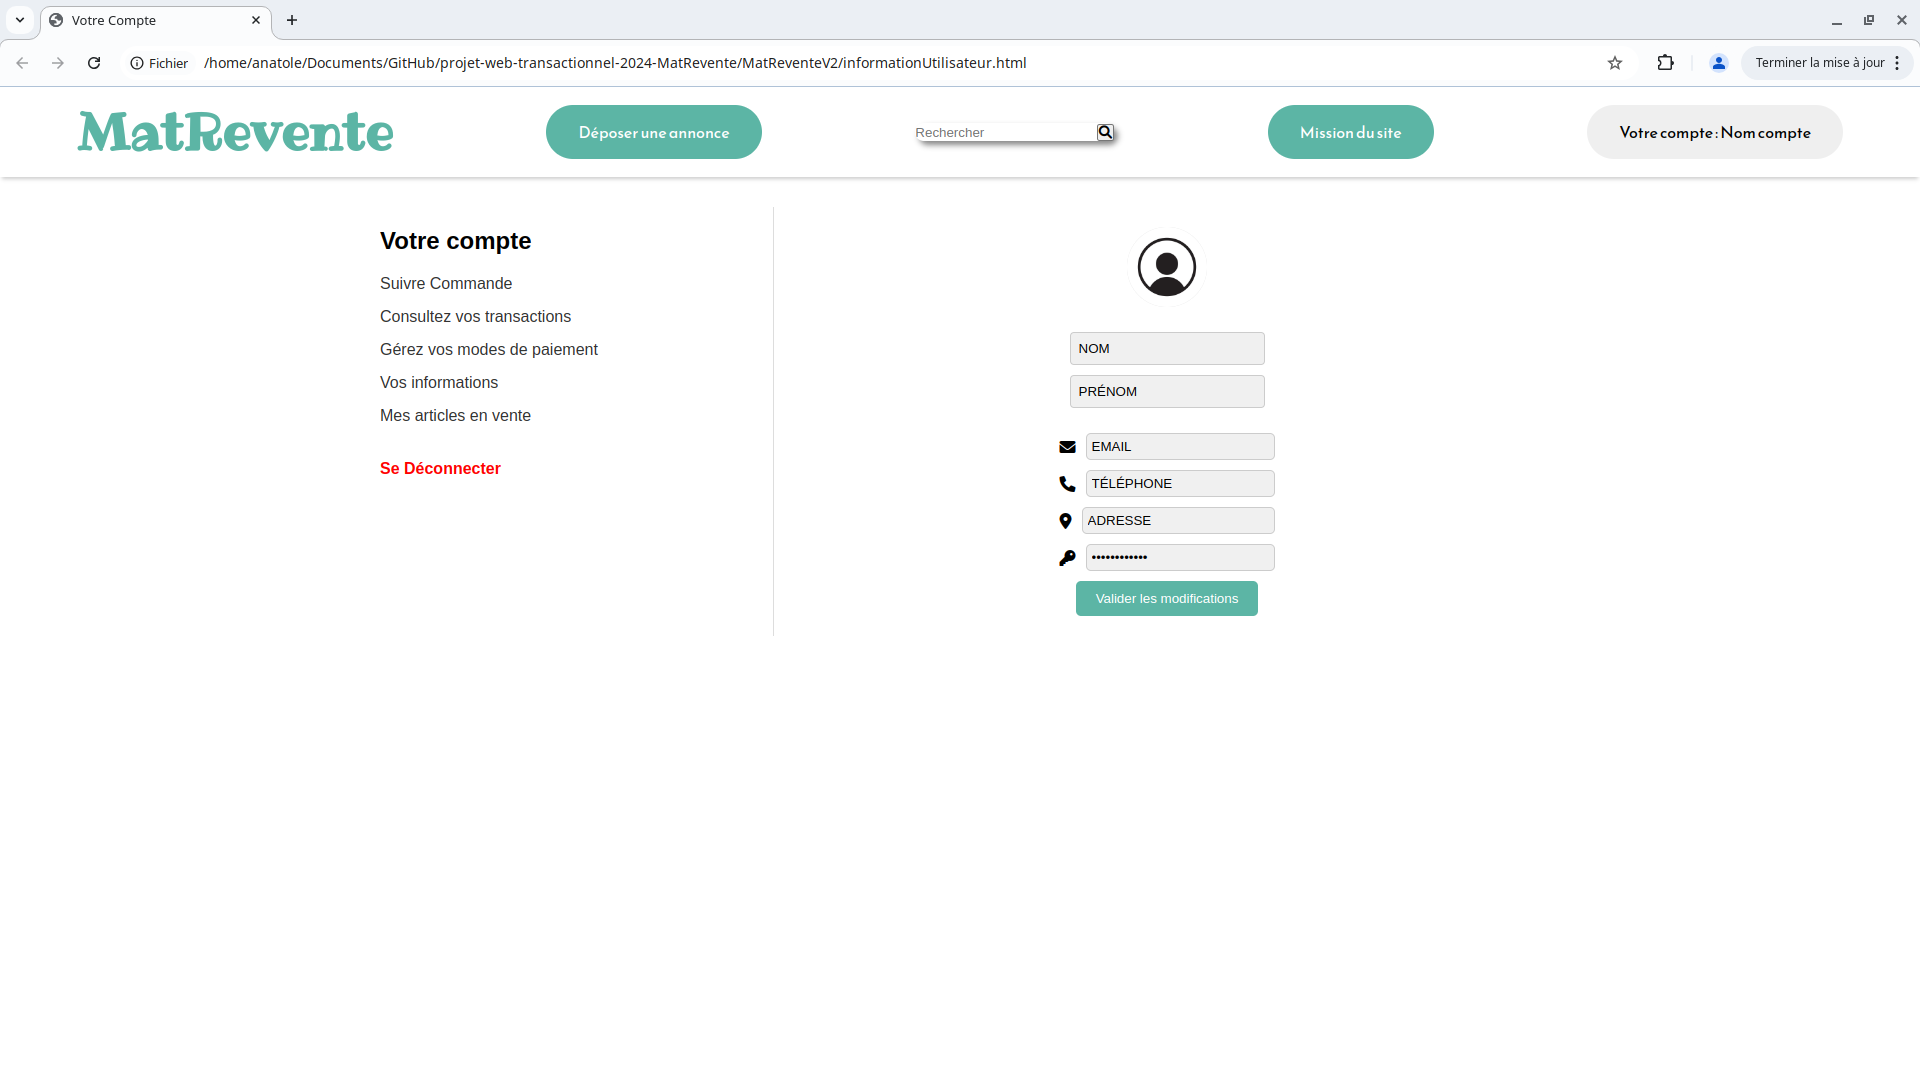 Votre Compte
Fichier /home/anatole/Documents/GitHub/projet-web-transactionnel-2024-MatRevente/MatReventeV2/informationUtilisateur.html
Terminer la mise à jour
MatRevente
Déposer une annonce
Rechercher
Mission du site
Votre compte : Nom compte
Votre compte
Suivre Commande
Consultez vos transactions
Gérez vos modes de paiement
Vos informations
Mes articles en vente
Se Déconnecter
NOM
PRÉNOM
EMAIL
TÉLÉPHONE
ADRESSE
••••••••••••
Valider les modifications